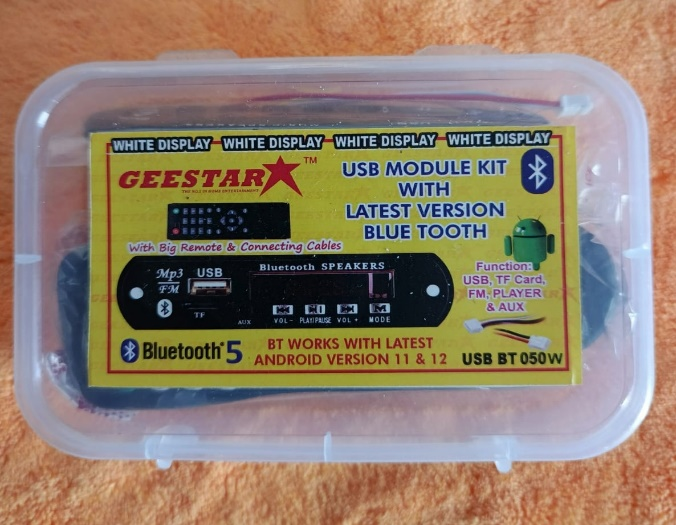 WHITE DISPLAY WHITE DISPLAY WHITE DISPLAY WHITE DISPLAY
GEESTAR TM
USB MODULE KIT
WITH
LATEST VERSION
BLUE TOOTH
With Big Remote & Connecting Cables
Mp3
FM
USB
Bluetooth SPEAKERS
TF
AUX
VOL- PLAY/PAUSE VOL+ MODE
M
Function:
USB, TF Card,
FM, PLAYER
& AUX
Bluetooth 5
BT WORKS WITH LATEST
ANDROID VERSION 11 & 12
USB BT 050W